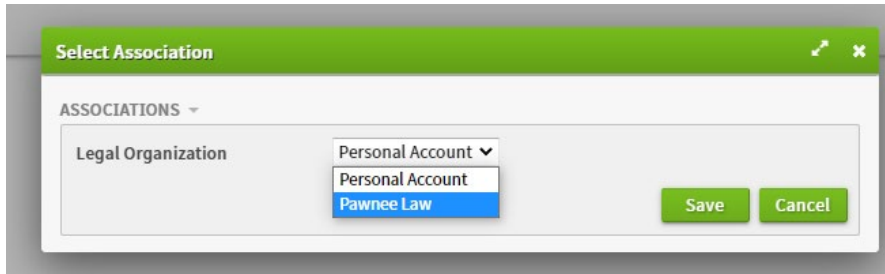 Select Association
ASSOCIATIONS
Legal Organization Personal Account
Personal Account
Pawnee Law
Save Cancel